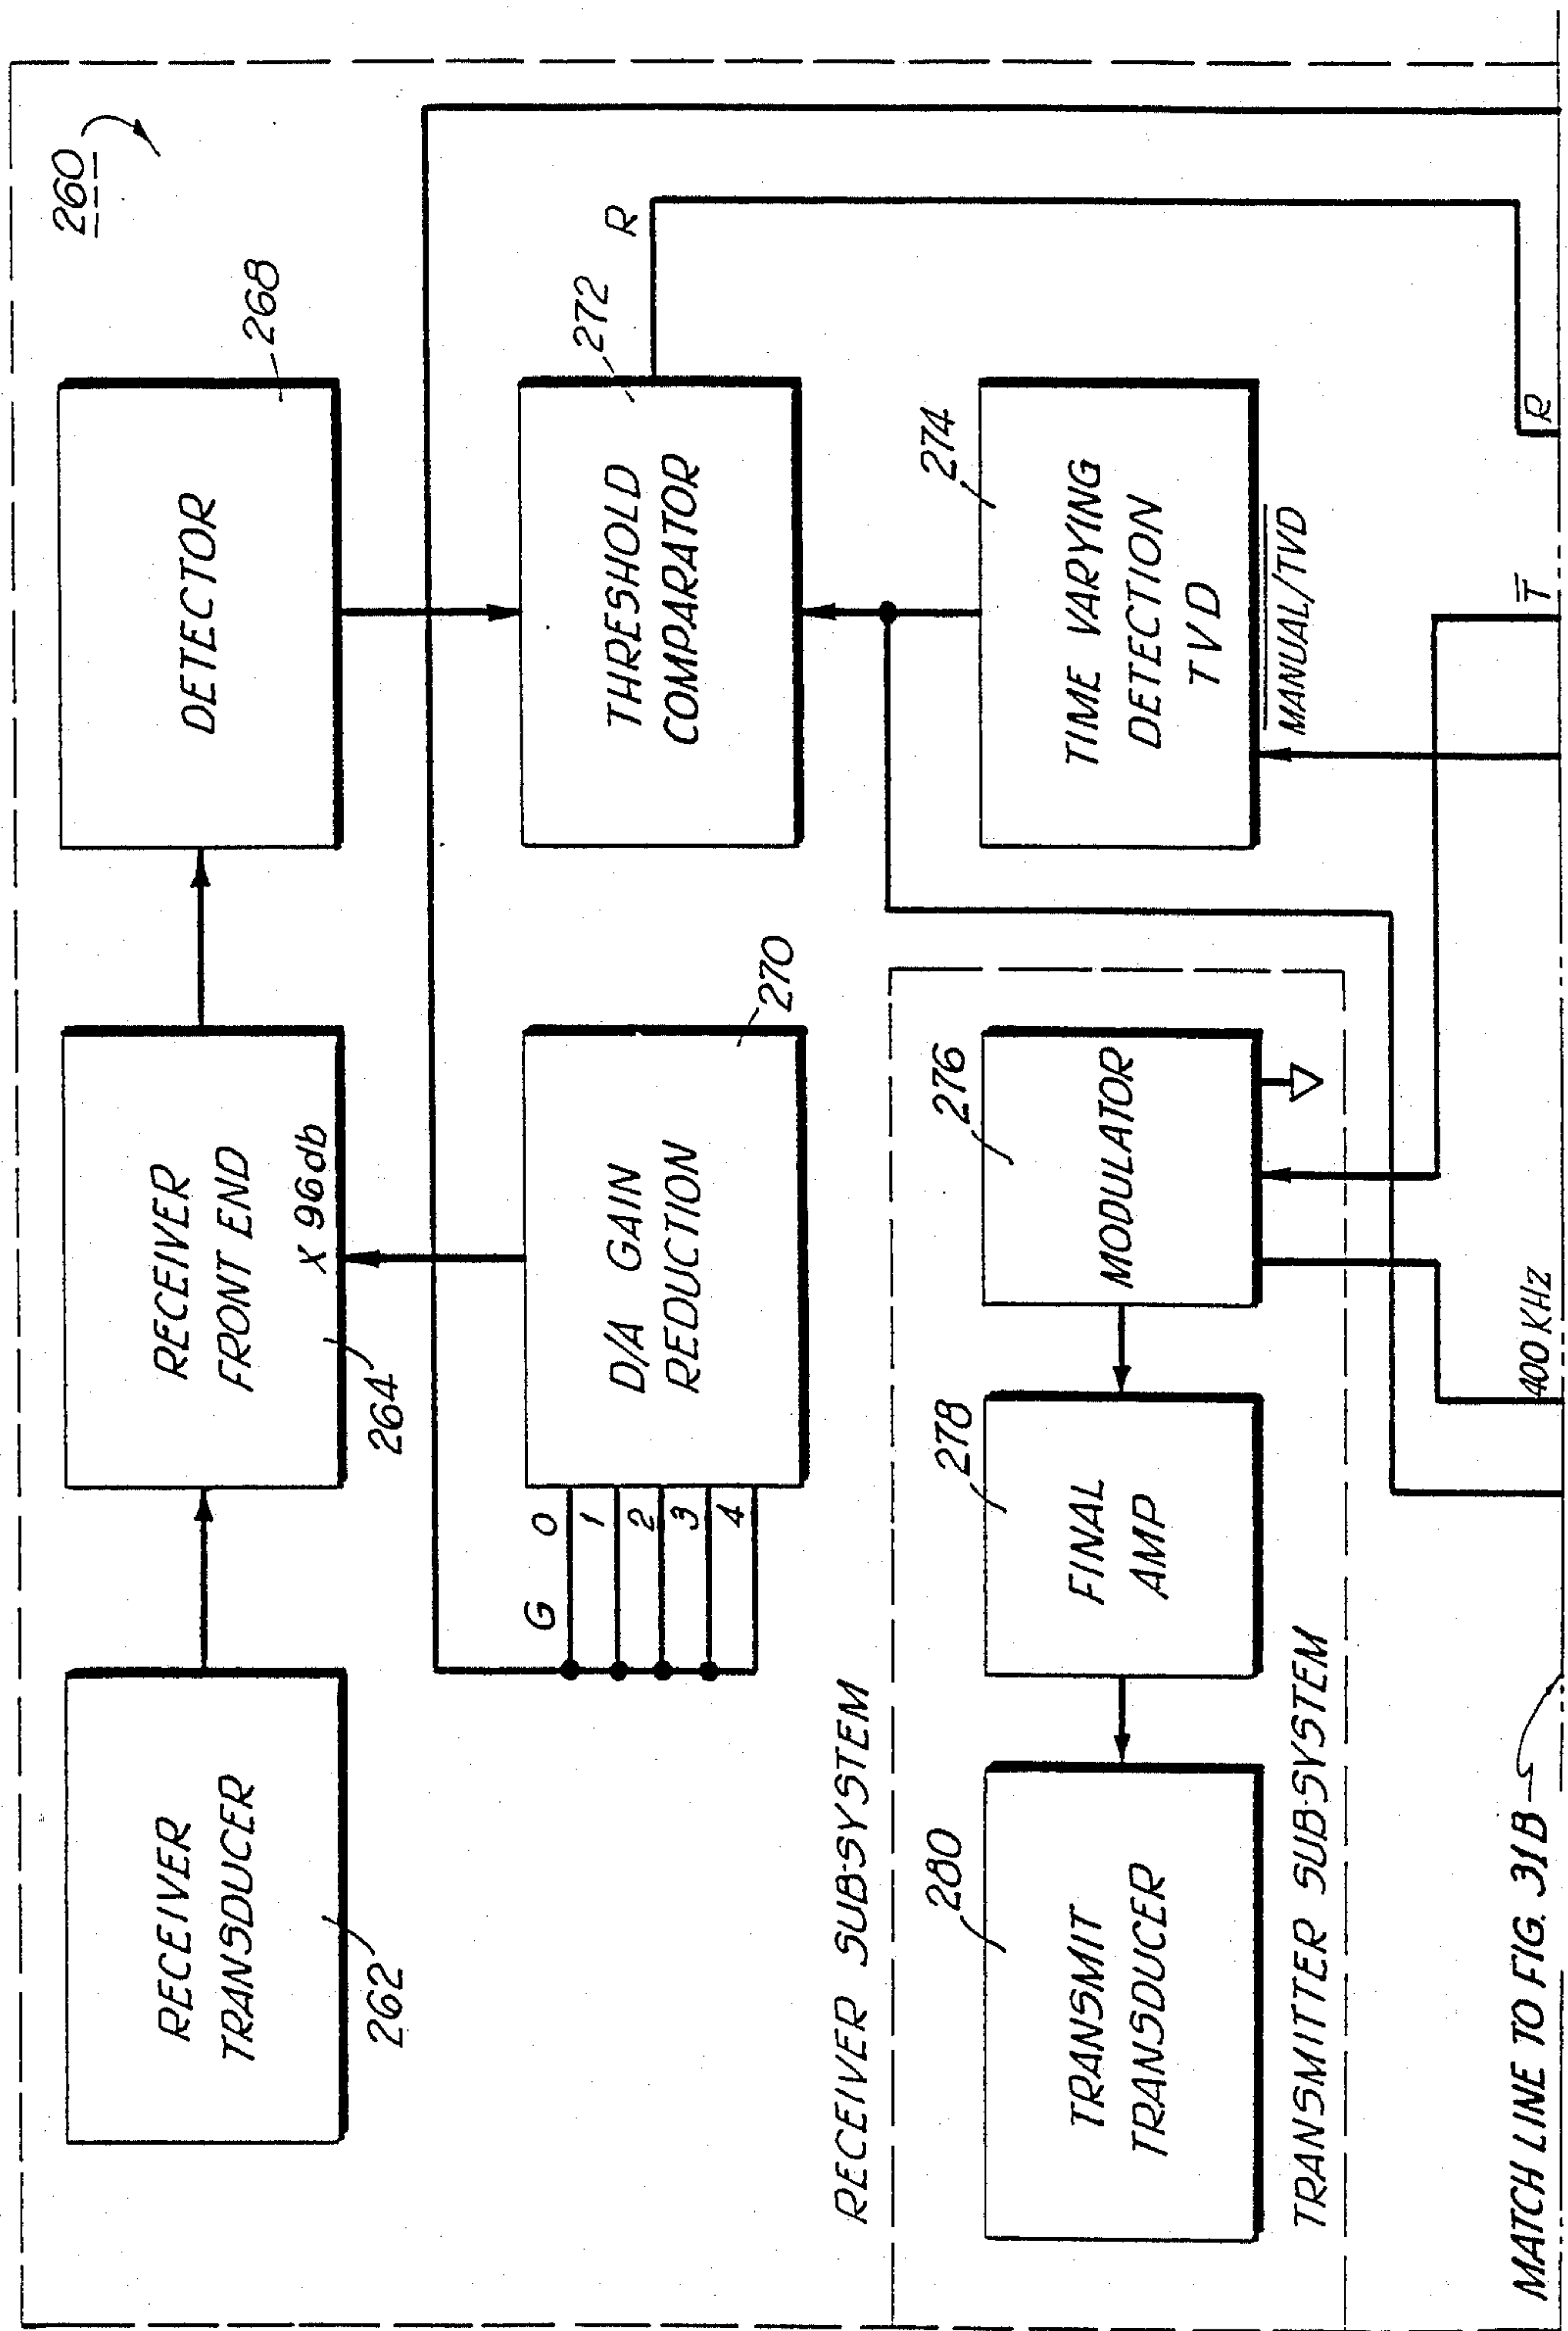 260
RECEIVER
TRANSDUCER
262
RECEIVER
FRONT END
X 96db
264
DETECTOR
268
G 0
1
2
3
4
D/A GAIN
REDUCTION
270
THRESHOLD
COMPARATOR
272
R
RECEIVER SUB-SYSTEM
280
TRANSMIT
TRANSDUCER
278
FINAL
AMP
276
MODULATOR
274
TIME VARYING
DETECTION
TVD
MANUAL/TVD
TRANSMITTER SUB-SYSTEM
MATCH LINE TO FIG. 31B
400 KHz
T̅
R